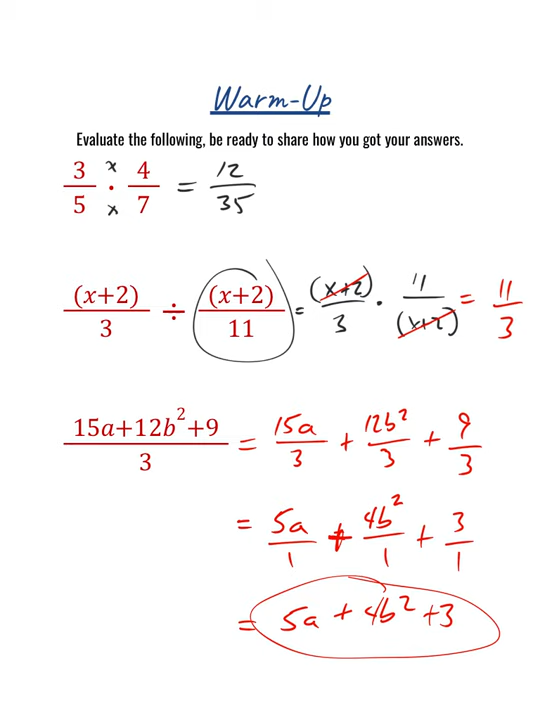 Warm-Up
Evaluate the following, be ready to share how you got your answers.
3/5 x · x 4/7 = 12/35
(x+2)/3 ÷ (x+2)/11 = (x+2)/3 · 11/(x+2) = 11/3
(15a+12b²+9)/3 = 15a/3 + 12b²/3 + 9/3
= 5a/1 + 4b²/1 + 3/1
= 5a + 4b² + 3